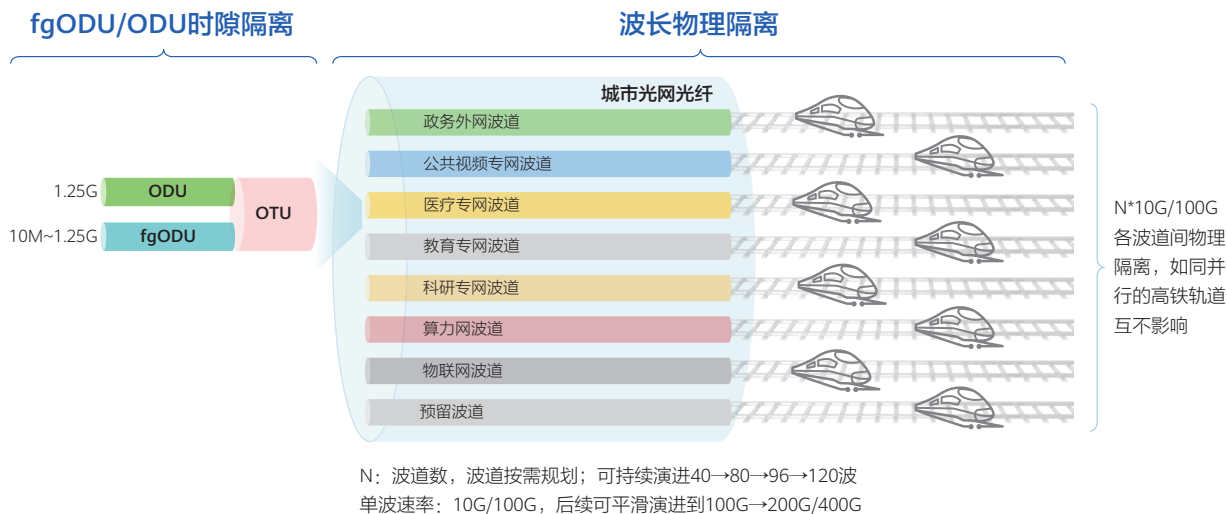 fgODU/ODU时隙隔离
波长物理隔离
城市光网光纤
政务外网波道
公共视频专网波道
医疗专网波道
教育专网波道
科研专网波道
算力网波道
物联网波道
预留波道
1.25G
ODU
10M~1.25G
fgODU
OTU
N*10G/100G
各波道间物理
隔离，如同并
行的高铁轨道
互不影响
N：波道数，波道按需规划；可持续演进40→80→96→120波
单波速率：10G/100G，后续可平滑演进到100G→200G/400G